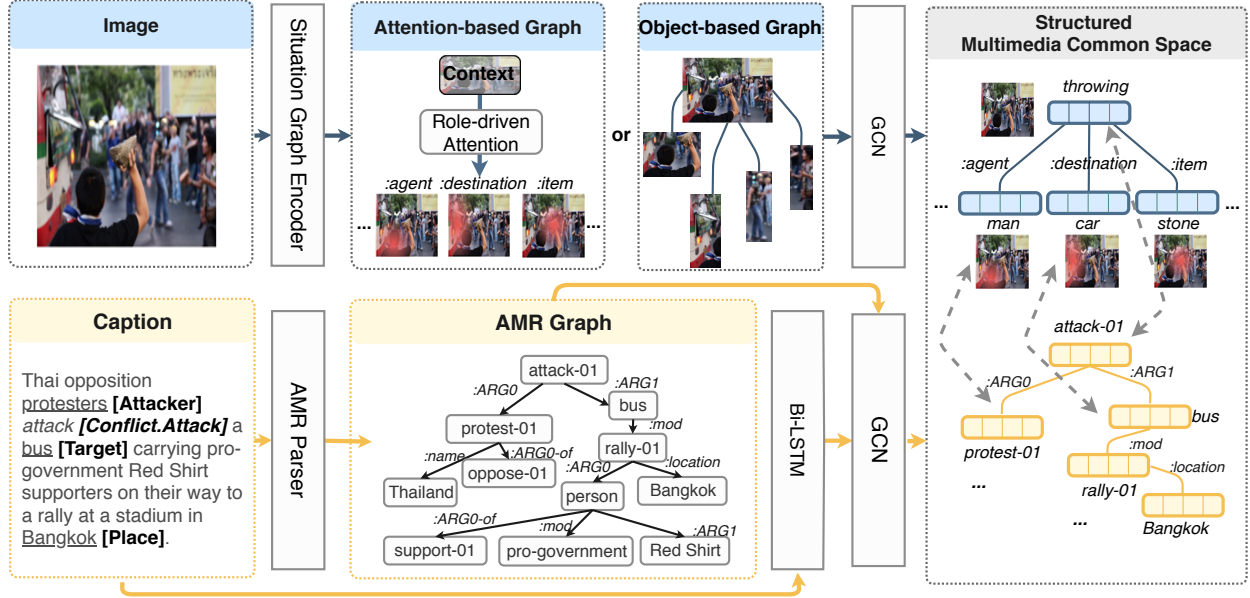 Image
Situation Graph Encoder
Attention-based Graph
Context
Role-driven
Attention
:agent
:destination
:item
...
...
or
Object-based Graph
GCN
Structured
Multimedia Common Space
throwing
:agent
:destination
:item
...
...
man
car
stone
Caption
Thai opposition
protesters [Attacker]
attack [Conflict.Attack] a
bus [Target] carrying pro-
government Red Shirt
supporters on their way to
a rally at a stadium in
Bangkok [Place].
AMR Parser
AMR Graph
attack-01
:ARG0
:ARG1
bus
protest-01
:mod
:name
:ARG0-of
rally-01
Thailand
oppose-01
:ARG0
:location
person
Bangkok
:ARG0-of
:mod
:ARG1
support-01
pro-government
Red Shirt
Bi-LSTM
GCN
attack-01
:ARG0
:ARG1
bus
protest-01
:mod
...
rally-01
:location
...
Bangkok